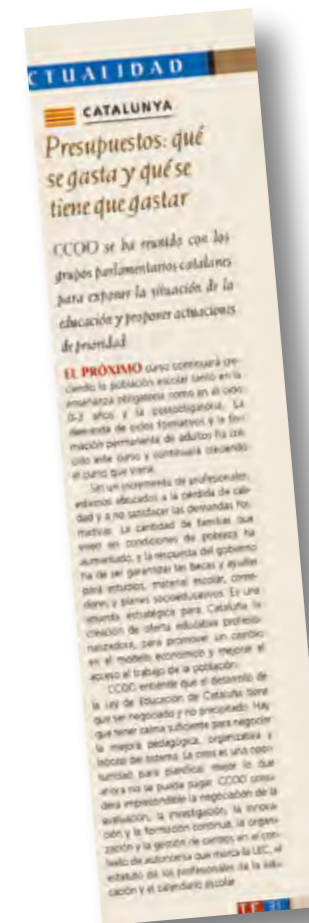 CTUALIDAD
CATALUNYA
Presupuestos: qué
se gasta y qué se
tiene que gastar
CCOO se ha reunido con los
grupos parlamentarios catalanes
para exponer la situación de la
educación y proponer actuaciones
de prioridad
EL PRÓXIMO curso continuará cre-
ciendo la población escolar tanto en la
enseñanza obligatoria como en el ciclo
0-3 años y la postobligatoria. La
demanda de ciclos formativos y la for-
mación permanente de adultos ha cre-
cido este curso y continuará creciendo
el curso que viene.
Sin un incremento de profesionales,
estamos abocados a la pérdida de cali-
dad y a no satisfacer las demandas for-
mativas. La cantidad de familias que
viven en condiciones de pobreza ha
aumentado, y la respuesta del gobierno
ha de ser garantizar las becas y ayudas
para estudios, material escolar, come-
dores y planes socioeducativos. Es una
apuesta estratégica para Cataluña la
creación de oferta educativa profesio-
nalizadora, para promover un cambio
en el modelo económico y mejorar el
acceso al trabajo de la población.
CCOO entiende que el desarrollo de
la Ley de Educación de Cataluña tiene
que ser negociado y no precipitado. Hay
que tener calma suficiente para negociar
la mejora pedagógica, organizativa y
laboral del sistema. La crisis es una opor-
tunidad para planificar mejor lo que
ahora no se pueda pagar. CCOO consi-
dera imprescindible la negociación de la
evaluación, la investigación, la innova-
ción y la formación continua, la organi-
zación y la gestión de centros en el con-
texto de autonomía que marca la LEC, el
estatuto de los profesionales de la edu-
cación y el calendario escolar.
T.E. 31